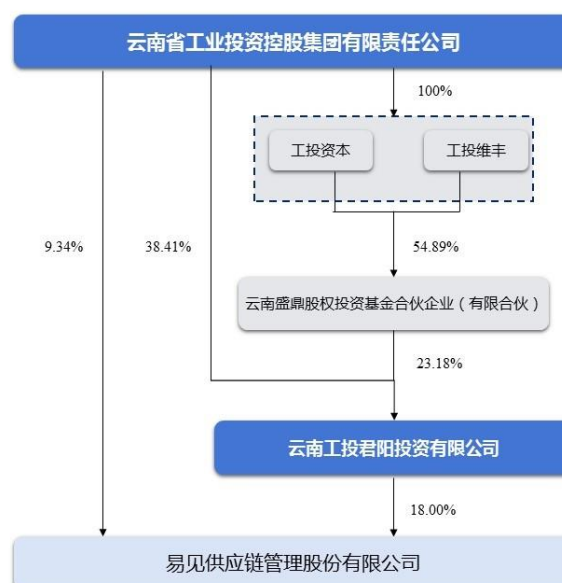 云南省工业投资控股集团有限责任公司
100%
工投资本
工投维丰
9.34%
38.41%
54.89%
云南盛鼎股权投资基金合伙企业（有限合伙）
23.18%
云南工投君阳投资有限公司
18.00%
易见供应链管理股份有限公司